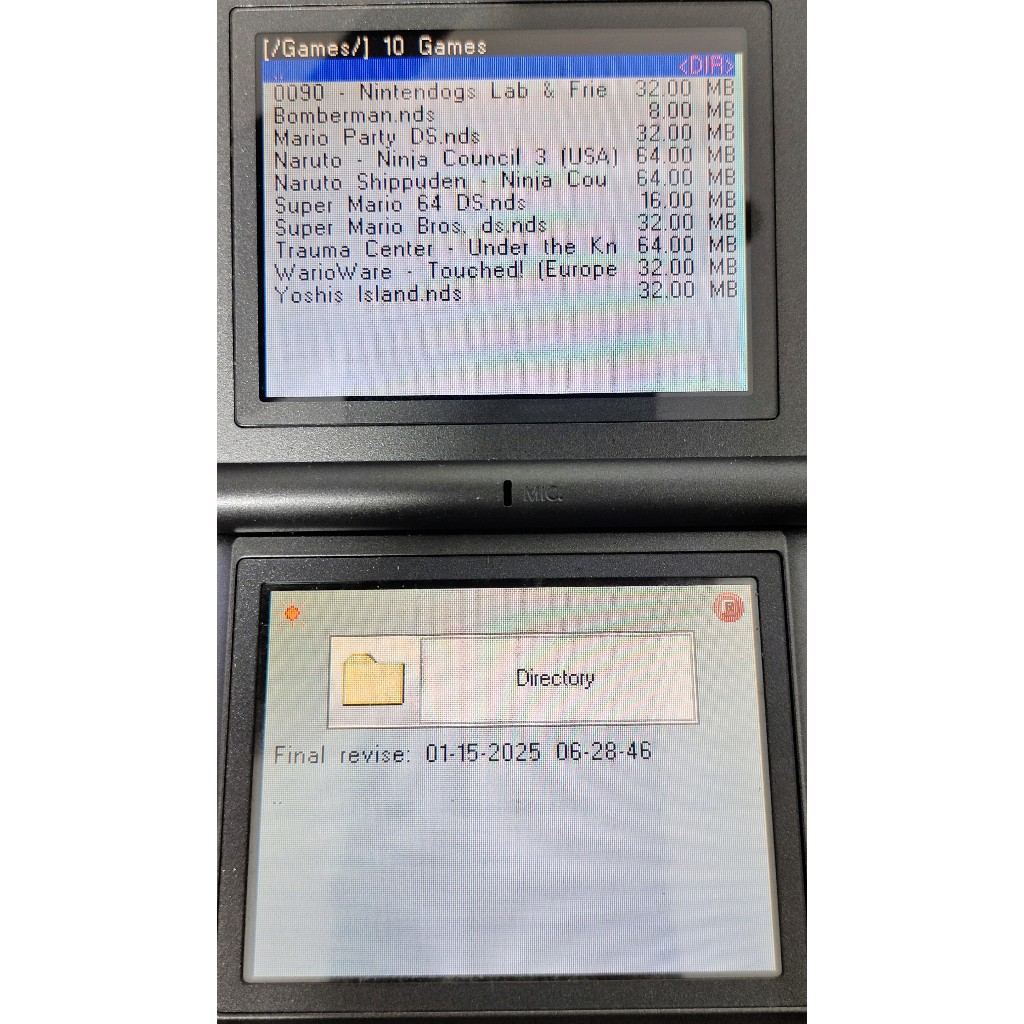 [/Games/] 10 Games
.. <DIR>
0090 - Nintendogs Lab & Frie 32.00 MB
Bomberman.nds 8.00 MB
Mario Party DS.nds 32.00 MB
Naruto - Ninja Council 3 (USA) 64.00 MB
Naruto Shippuden - Ninja Cou 64.00 MB
Super Mario 64 DS.nds 16.00 MB
Super Mario Bros. ds.nds 32.00 MB
Trauma Center - Under the Kn 64.00 MB
WarioWare - Touched! (Europe 32.00 MB
Yoshis Island.nds 32.00 MB
MIC.
Directory
Final revise: 01-15-2025 06-28-46
..